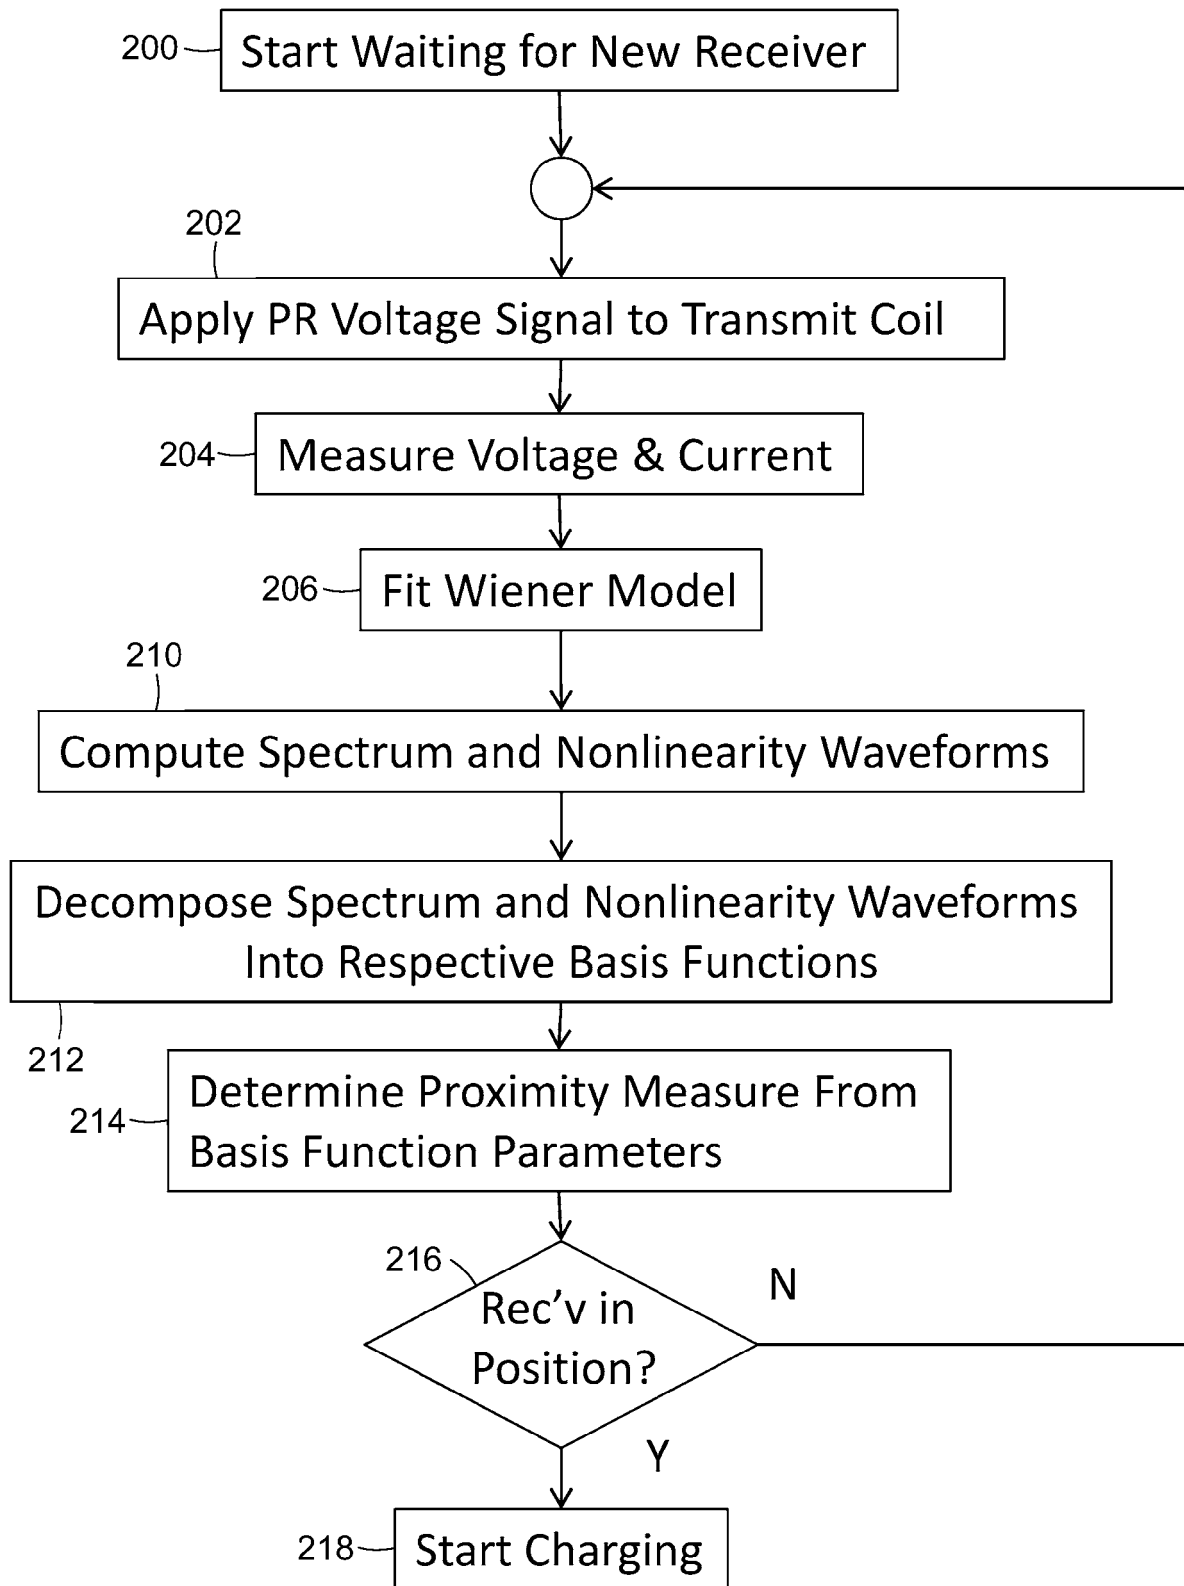 200
Start Waiting for New Receiver
202
Apply PR Voltage Signal to Transmit Coil
204
Measure Voltage & Current
206
Fit Wiener Model
210
Compute Spectrum and Nonlinearity Waveforms
Decompose Spectrum and Nonlinearity Waveforms
Into Respective Basis Functions
212
214
Determine Proximity Measure From
Basis Function Parameters
216
Rec'v in
Position?
N
Y
218
Start Charging